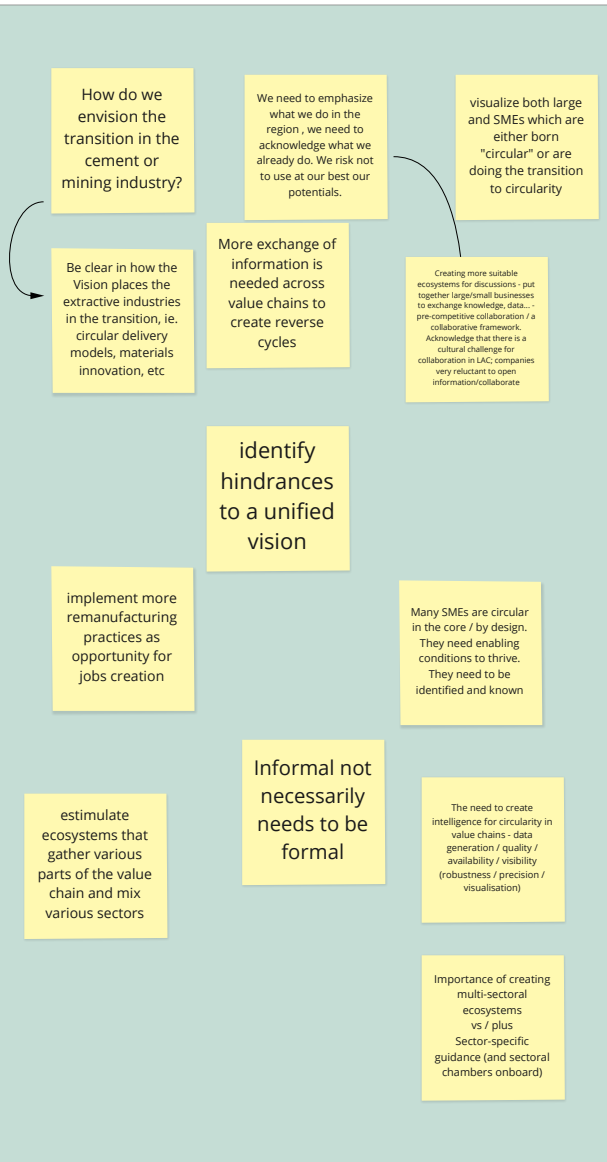 How do we
envision the
transition in the
cement or
mining industry?
We need to emphasize
what we do in the
region , we need to
acknowledge what we
already do. We risk not
to use at our best our
potentials.
visualize both large
and SMEs which are
either born
"circular" or are
doing the transition
to circularity
Be clear in how the
Vision places the
extractive industries
in the transition, ie.
circular delivery
models, materials
innovation, etc
More exchange of
information is
needed across
value chains to
create reverse
cycles
Creating more suitable
ecosystems for discussions - put
together large/small businesses
to exchange knowledge, data... -
pre-competitive collaboration / a
collaborative framework.
Acknowledge that there is a
cultural challenge for
collaboration in LAC; companies
very reluctant to open
information/collaborate
identify
hindrances
to a unified
vision
implement more
remanufacturing
practices as
opportunity for
jobs creation
Many SMEs are circular
in the core / by design.
They need enabling
conditions to thrive.
They need to be
identified and known
Informal not
necessarily
needs to be
formal
estimulate
ecosystems that
gather various
parts of the value
chain and mix
various sectors
The need to create
intelligence for circularity in
value chains - data
generation / quality /
availability / visibility
(robustness / precision /
visualisation)
Importance of creating
multi-sectoral
ecosystems
vs / plus
Sector-specific
guidance (and sectoral
chambers onboard)